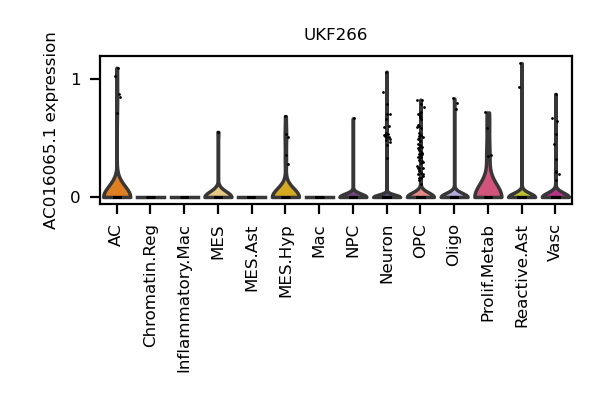 UKF266
AC016065.1 expression
1
0
AC
Chromatin.Reg
Inflammatory.Mac
MES
MES.Ast
MES.Hyp
Mac
NPC
Neuron
OPC
Oligo
Prolif.Metab
Reactive.Ast
Vasc